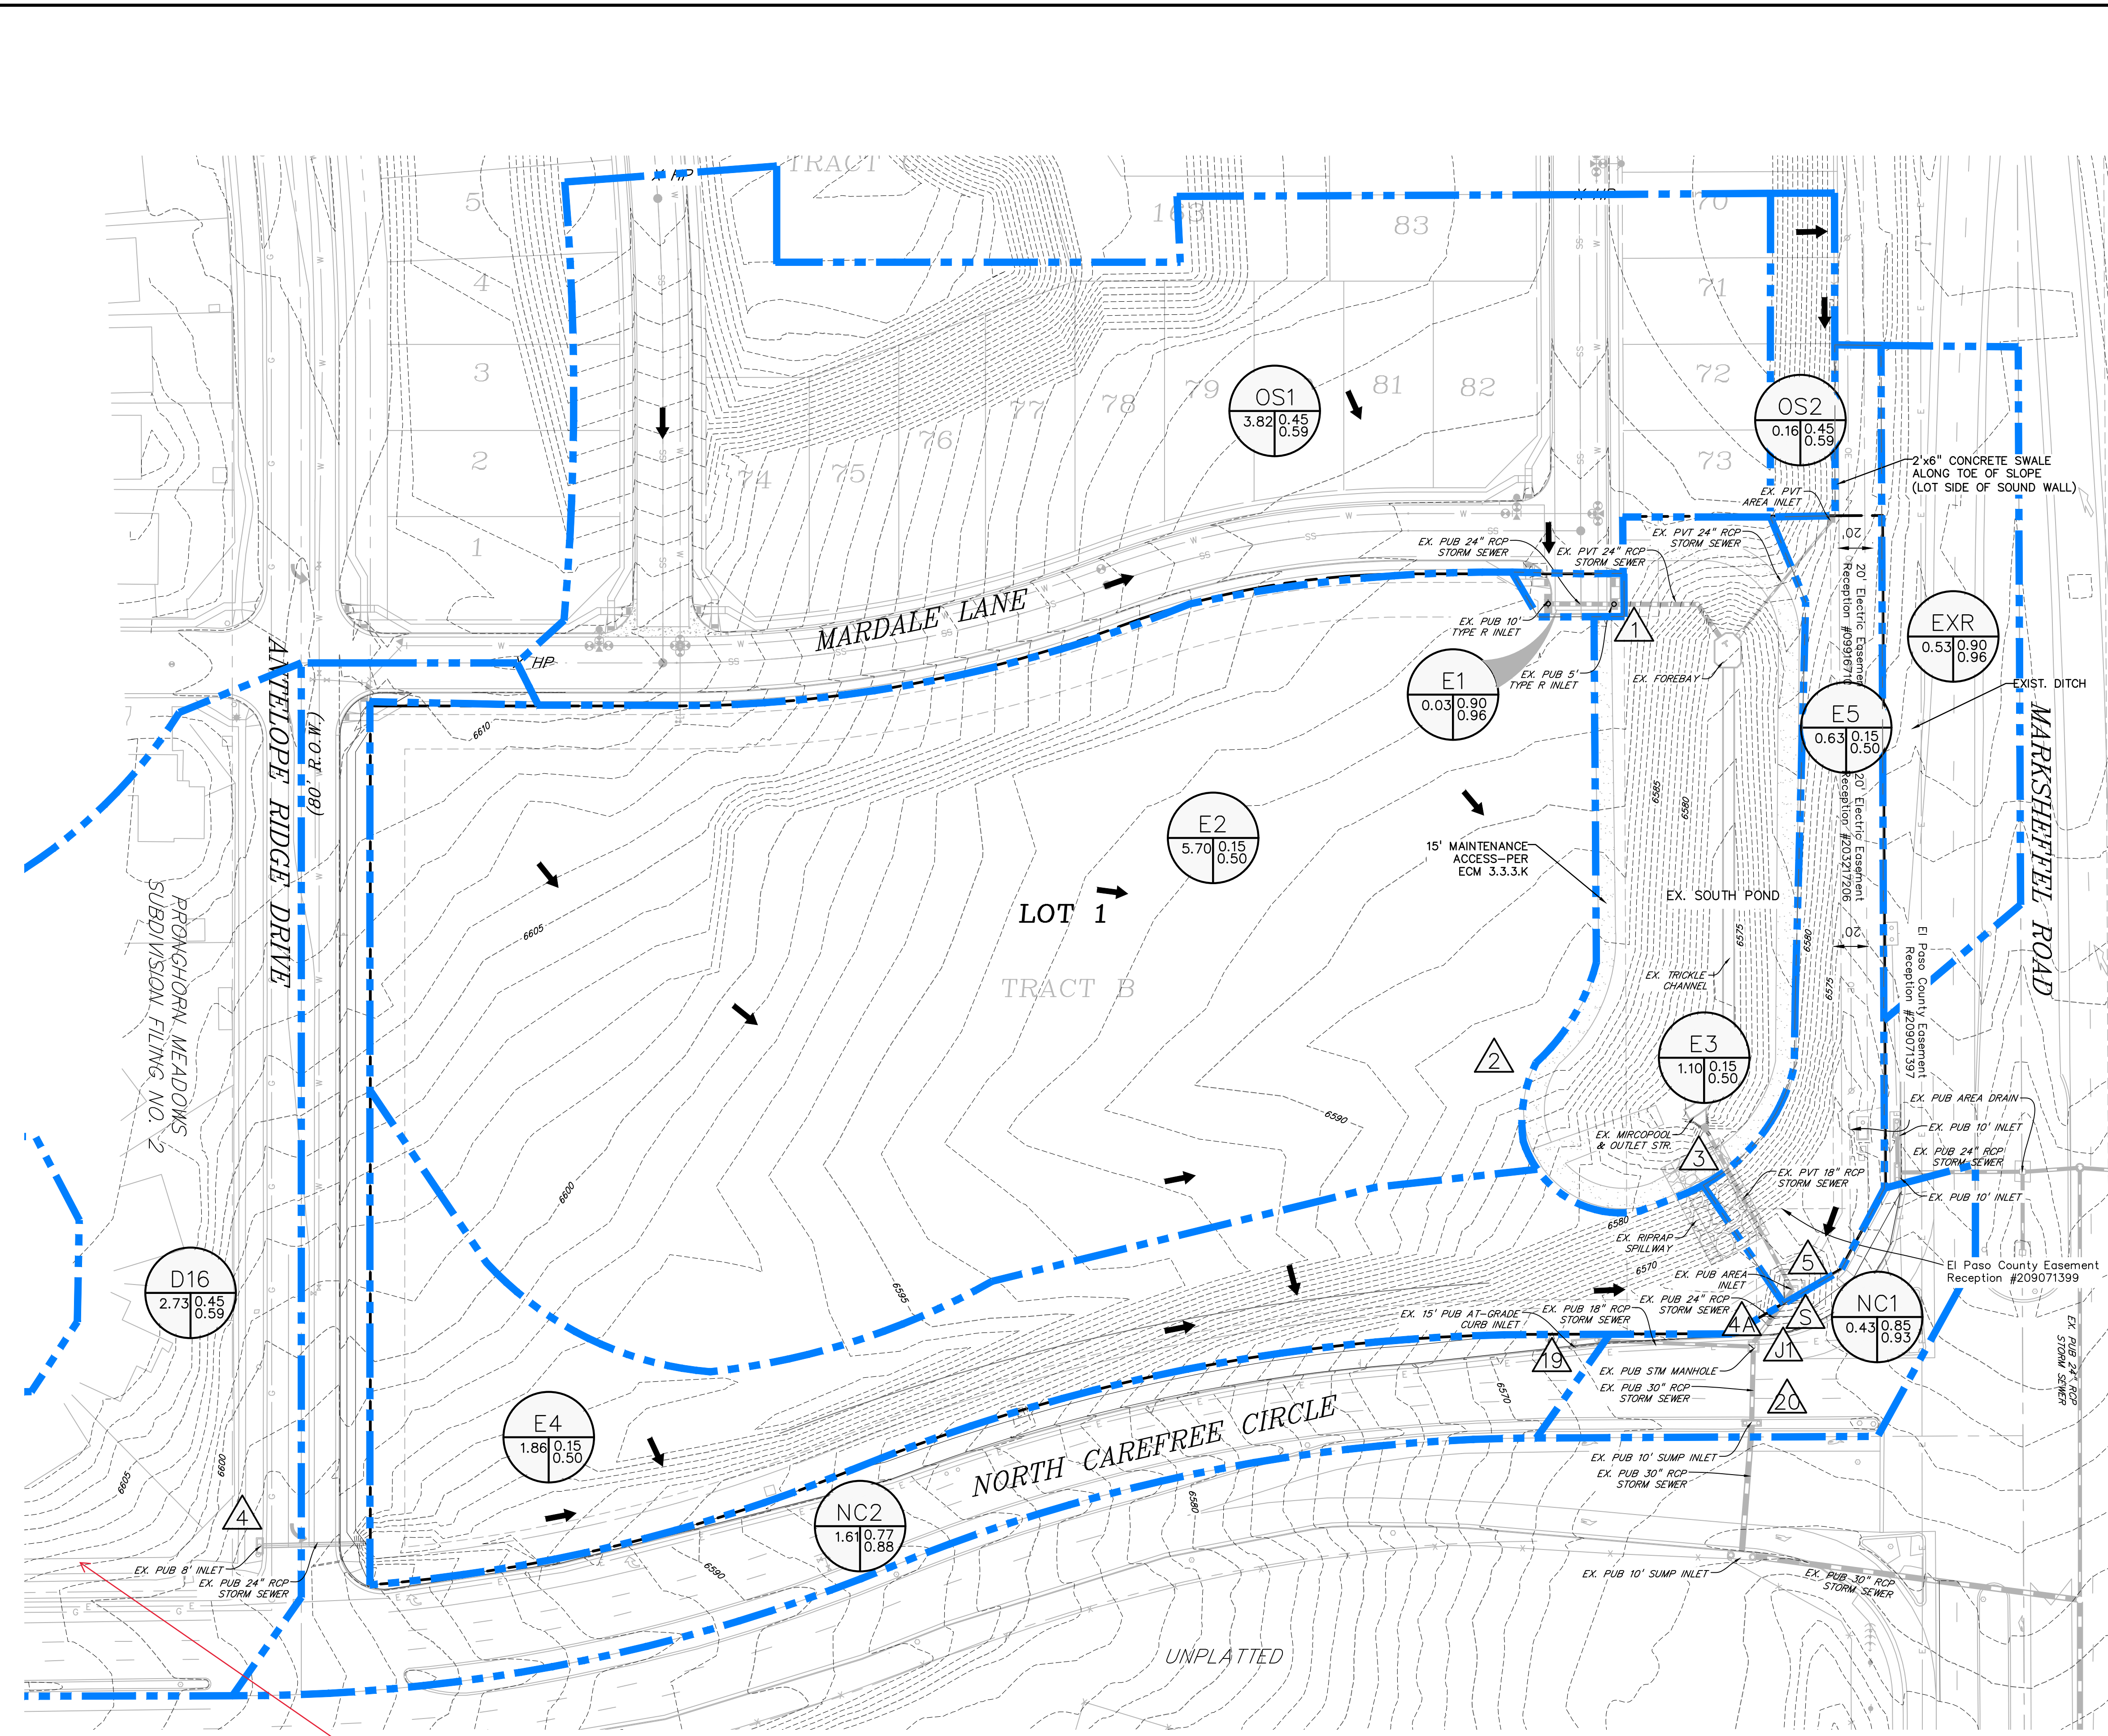 TRACT
X HP
X HP
5
163
83
70
4
71
3
79
81
82
72
OS1
3.82 0.45
0.59
OS2
0.16 0.45
0.59
77
78
2
76
74
75
73
1
2'x6" CONCRETE SWALE
ALONG TOE OF SLOPE
(LOT SIDE OF SOUND WALL)
EX. PVT
AREA INLET
EX. PUB 24" RCP
STORM SEWER
EX. PVT 24" RCP
STORM SEWER
EX. PVT 24" RCP
STORM SEWER
20
20' Electric Easement
Reception #099167110
MARDALE LANE
X HP
EX. PUB 10'
TYPE R INLET
1
EX. PUB 5'
TYPE R INLET
EX. FOREBAY
E1
0.03 0.90
0.96
EXR
0.53 0.90
0.96
EXIST. DITCH
E5
0.63 0.15
0.50
20' Electric Easement
Reception #203217206
MARKSHEFFEL ROAD
ANTELOPE RIDGE DRIVE
(80' R.O.W.)
6610
6585
6580
E2
5.70 0.15
0.50
15' MAINTENANCE
ACCESS-PER
ECM 3.3.3.K
EX. SOUTH POND
LOT 1
6605
TRACT B
20
6575
6580
6575
EX. TRICKLE
CHANNEL
El Paso County Easement
Reception #209071397
PRONGHORN MEADOWS
SUBDIVISION FILING NO. 2
E3
1.10 0.15
0.50
2
6590
EX. MIRCOPOOL
& OUTLET STR.
3
EX. PUB AREA DRAIN
EX. PUB 10' INLET
EX. PUB 24" RCP
STORM SEWER
EX. PVT 18" RCP
STORM SEWER
EX. PUB 10' INLET
6600
6580
EX. RIPRAP
SPILLWAY
6570
5
El Paso County Easement
Reception #209071399
EX. PUB AREA
INLET
EX. PUB 24" RCP
STORM SEWER
D16
2.73 0.45
0.59
6595
EX. 15' PUB AT-GRADE
CURB INLET
EX. PUB 18" RCP
STORM SEWER
4A
S
NC1
0.43 0.85
0.93
19
J1
EX. PUB STM MANHOLE
EX. PUB 30" RCP
STORM SEWER
20
EX. PUB 24" RCP
STORM SEWER
6570
NORTH CAREFREE CIRCLE
E4
1.86 0.15
0.50
EX. PUB 10' SUMP INLET
EX. PUB 30" RCP
STORM SEWER
6600
6605
6580
NC2
1.61 0.77
0.88
4
6590
EX. PUB 8' INLET
EX. PUB 24" RCP
STORM SEWER
EX. PUB 10' SUMP INLET
EX. PUB 30" RCP
STORM SEWER
UNPLATTED